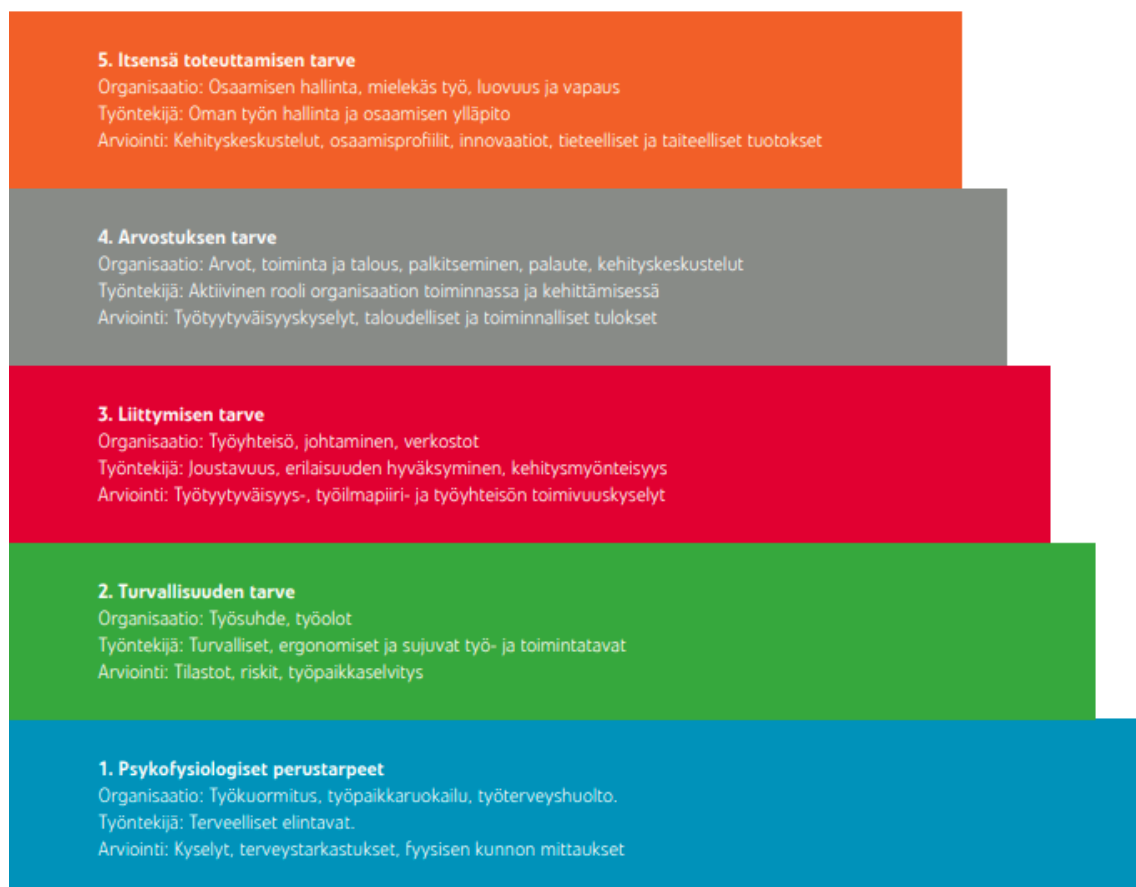 5. Itsensä toteuttamisen tarve
Organisaatio: Osaamisen hallinta, mielekäs työ, luovuus ja vapaus
Työntekijä: Oman työn hallinta ja osaamisen ylläpito
Arviointi: Kehityskeskustelut, osaamisprofiilit, innovaatiot, tieteelliset ja taiteelliset tuotokset
4. Arvostuksen tarve
Organisaatio: Arvot, toiminta ja talous, palkitseminen, palaute, kehityskeskustelut
Työntekijä: Aktiivinen rooli organisaation toiminnassa ja kehittämisessä
Arviointi: Työtyytyväisyyskyselyt, taloudelliset ja toiminnalliset tulokset
3. Liittymisen tarve
Organisaatio: Työyhteisö, johtaminen, verkostot
Työntekijä: Joustavuus, erilaisuuden hyväksyminen, kehitysmyönteisyys
Arviointi: Työtyytyväisyys-, työilmapiiri- ja työyhteisön toimivuuskyselyt
2. Turvallisuuden tarve
Organisaatio: Työsuhde, työolot
Työntekijä: Turvalliset, ergonomiset ja sujuvat työ- ja toimintatavat
Arviointi: Tilastot, riskit, työpaikkaselvitys
1. Psykofysiologiset perustarpeet
Organisaatio: Työkuormitus, työpaikkaruokailu, työterveyshuolto.
Työntekijä: Terveelliset elintavat.
Arviointi: Kyselyt, terveystarkastukset, fyysisen kunnon mittaukset